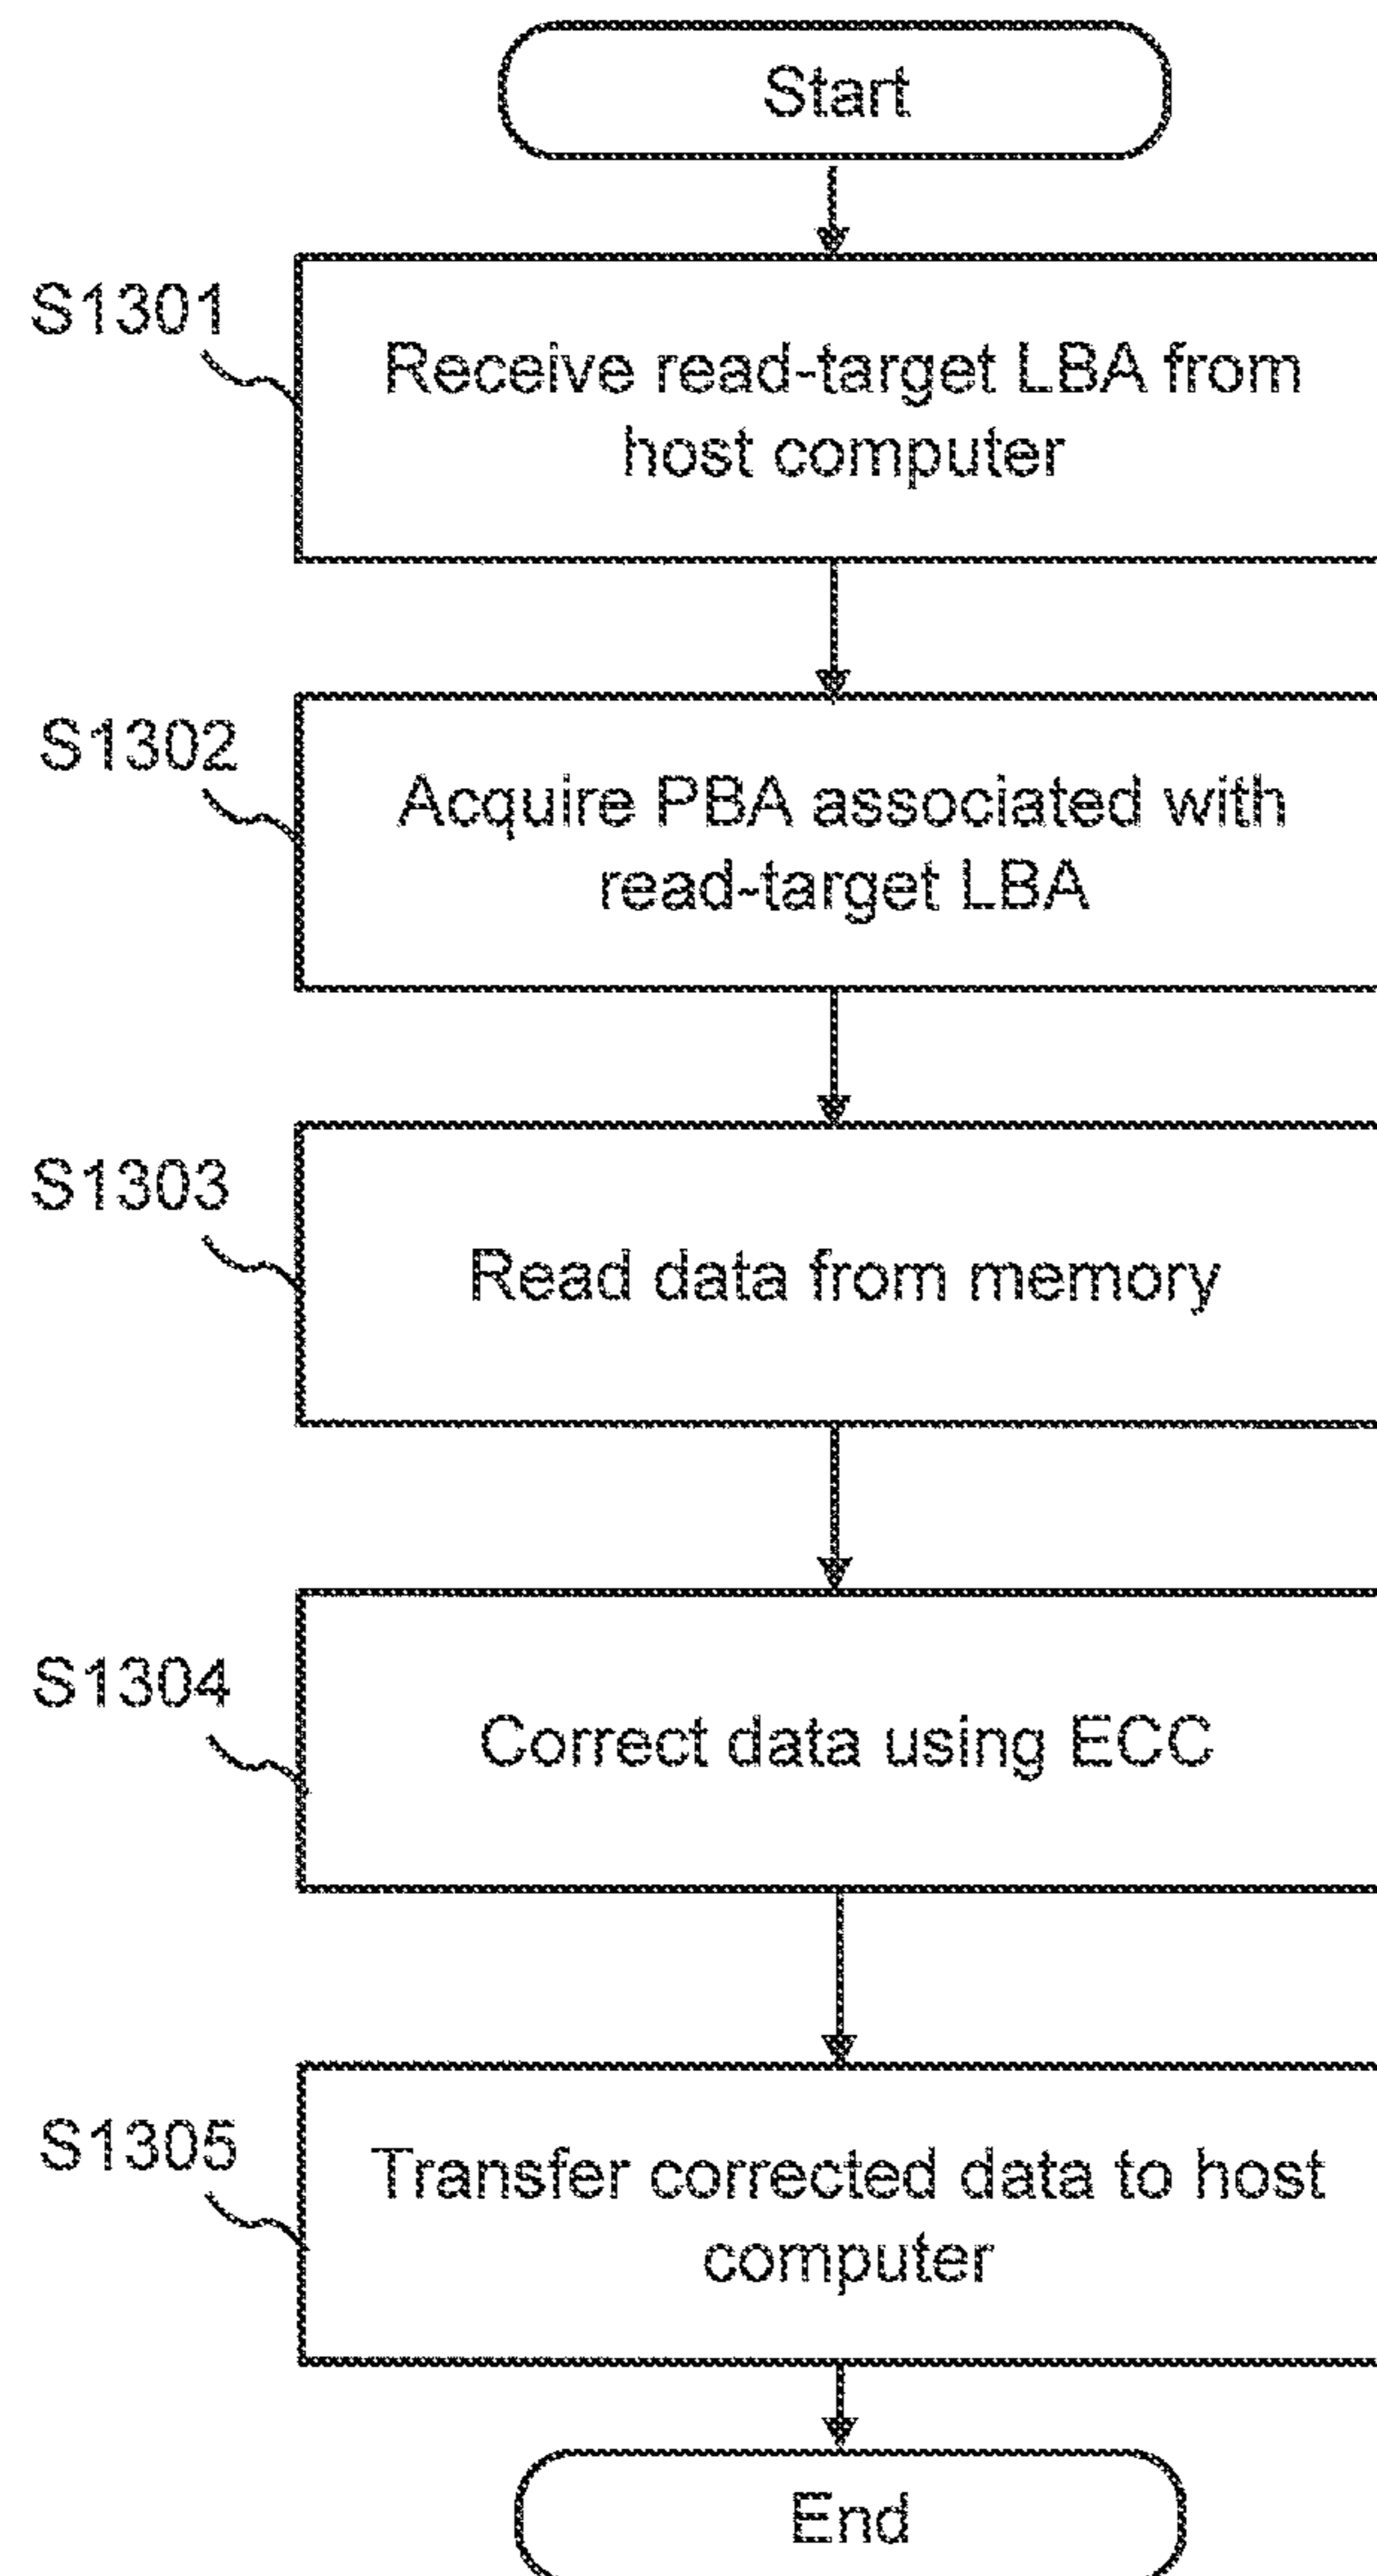 Start
S1301
Receive read-target LBA from
host computer
S1302
Acquire PBA associated with
read-target LBA
S1303
Read data from memory
S1304
Correct data using ECC
S1305
Transfer corrected data to host
computer
End